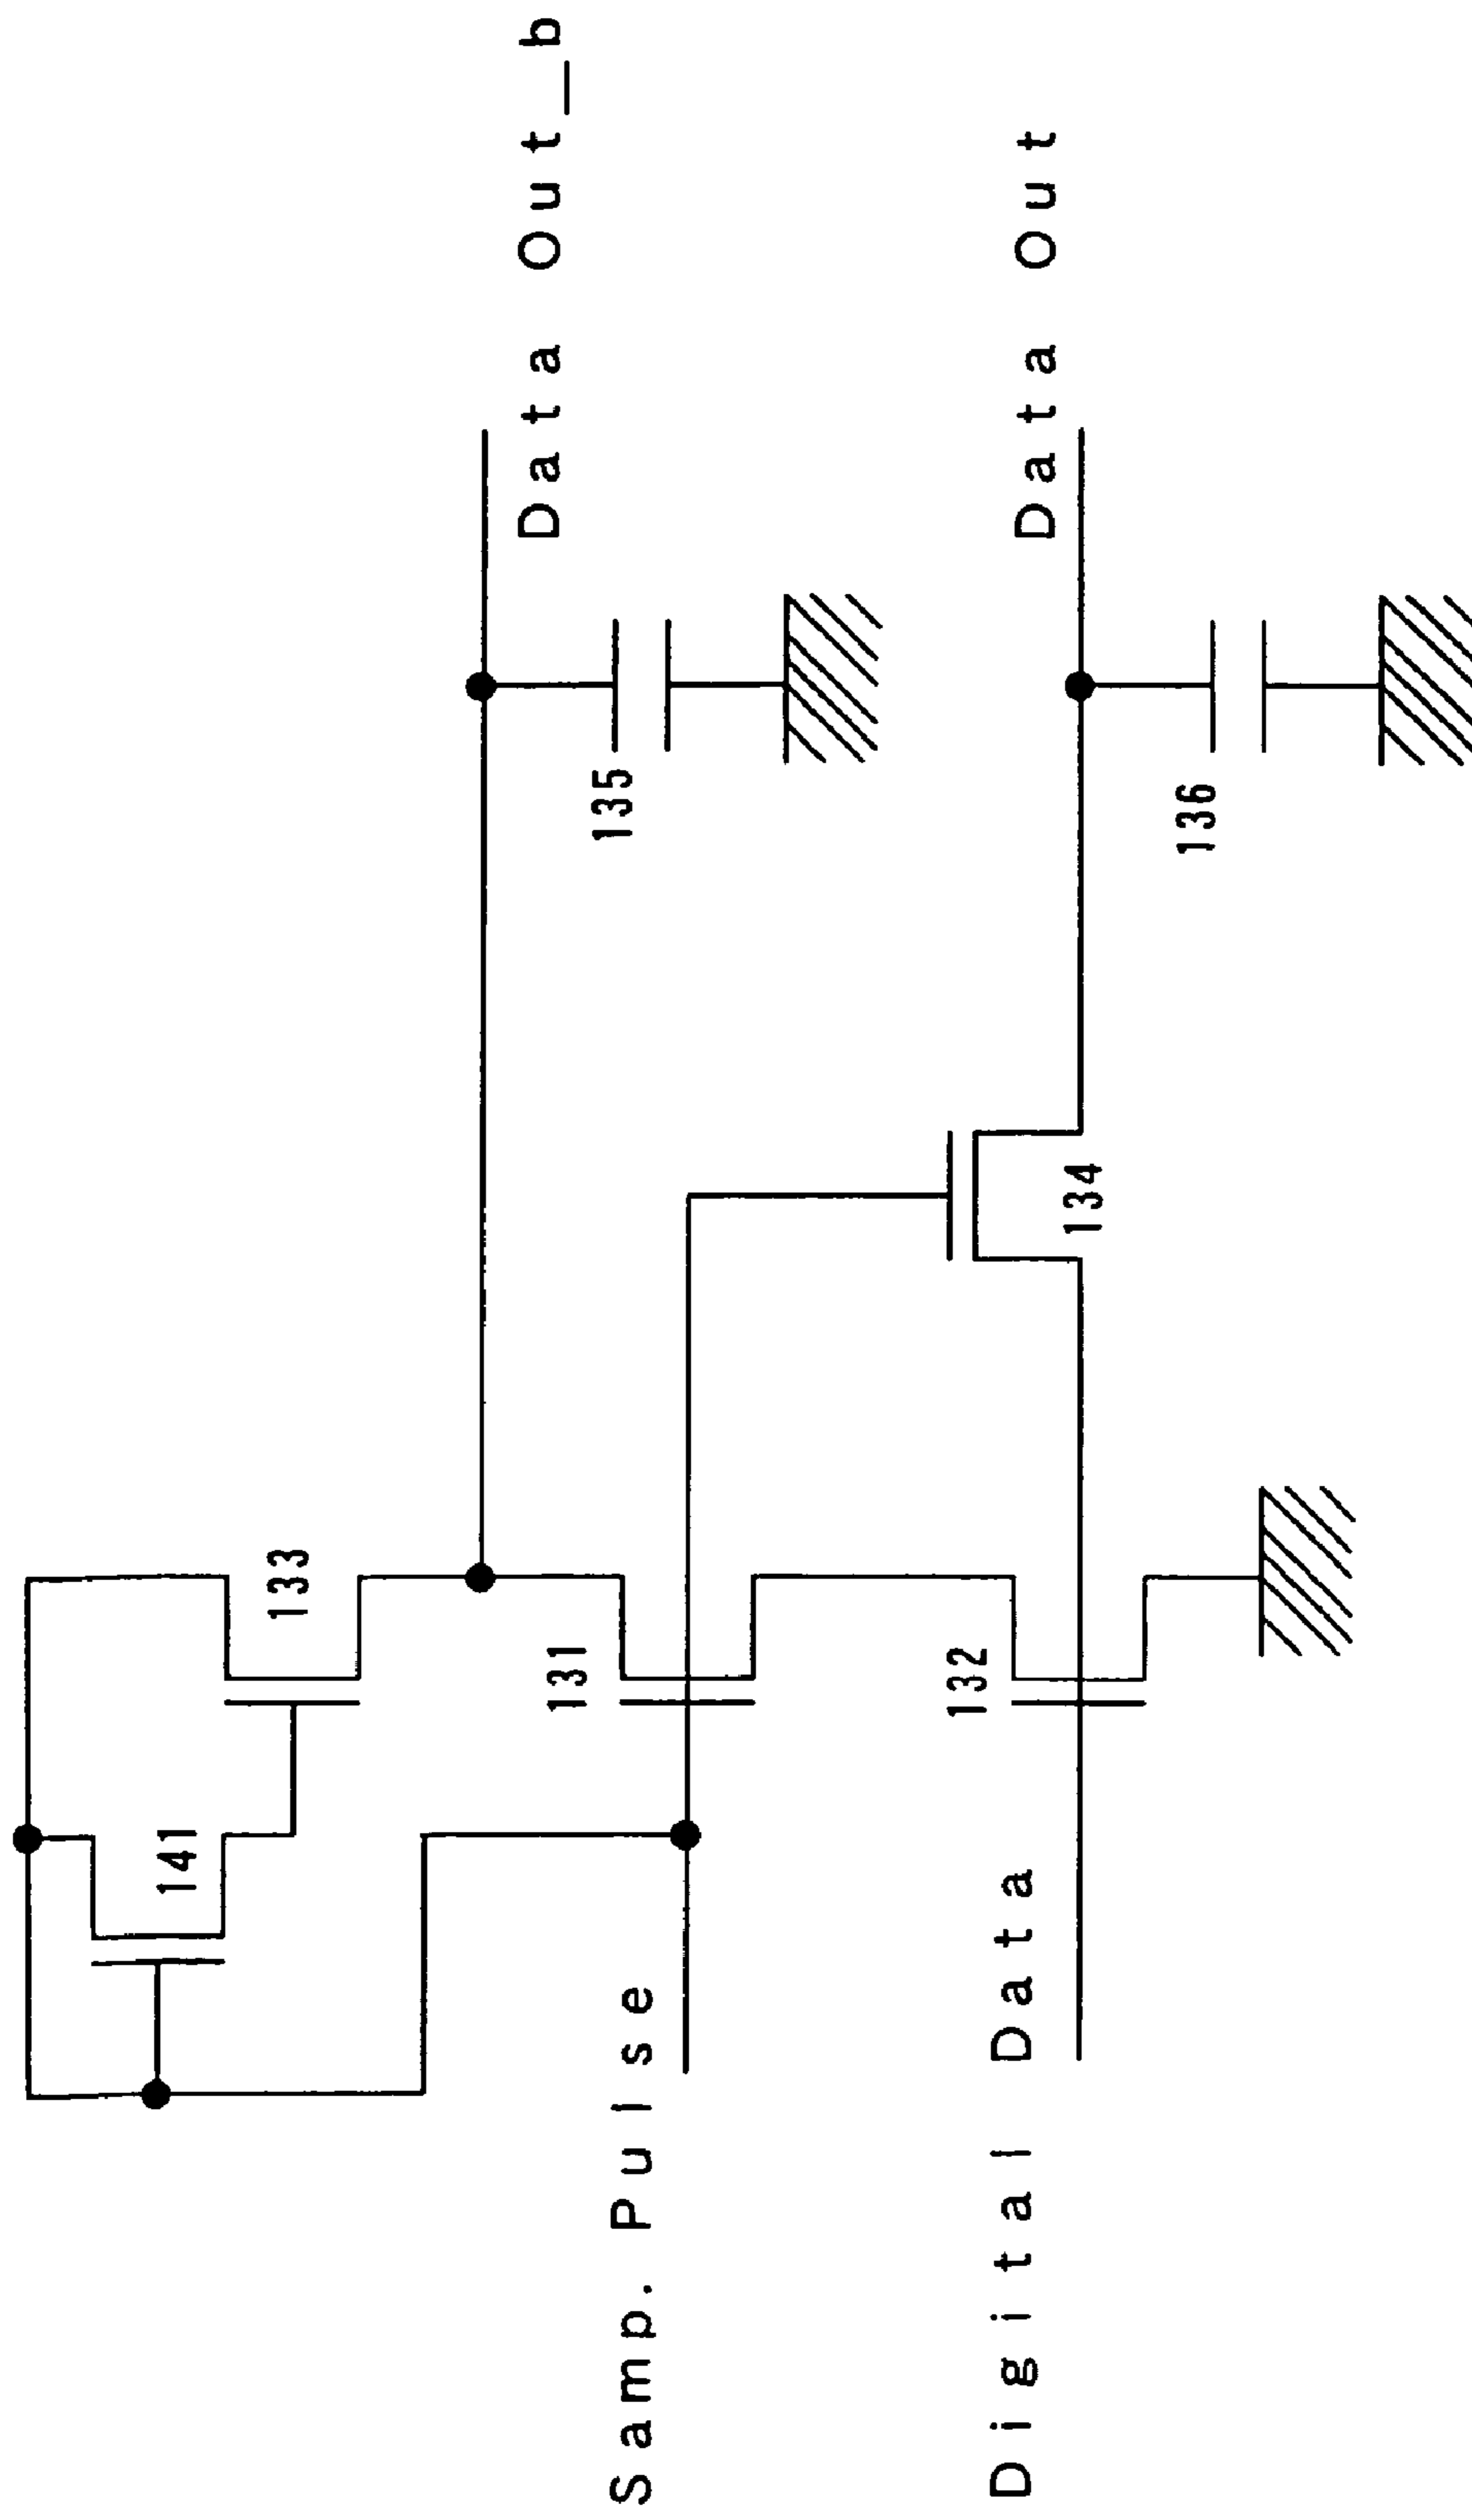 141
133
Data Out_b
135
131
Samp. Pulse
132
134
Data Out
136
Digital Data